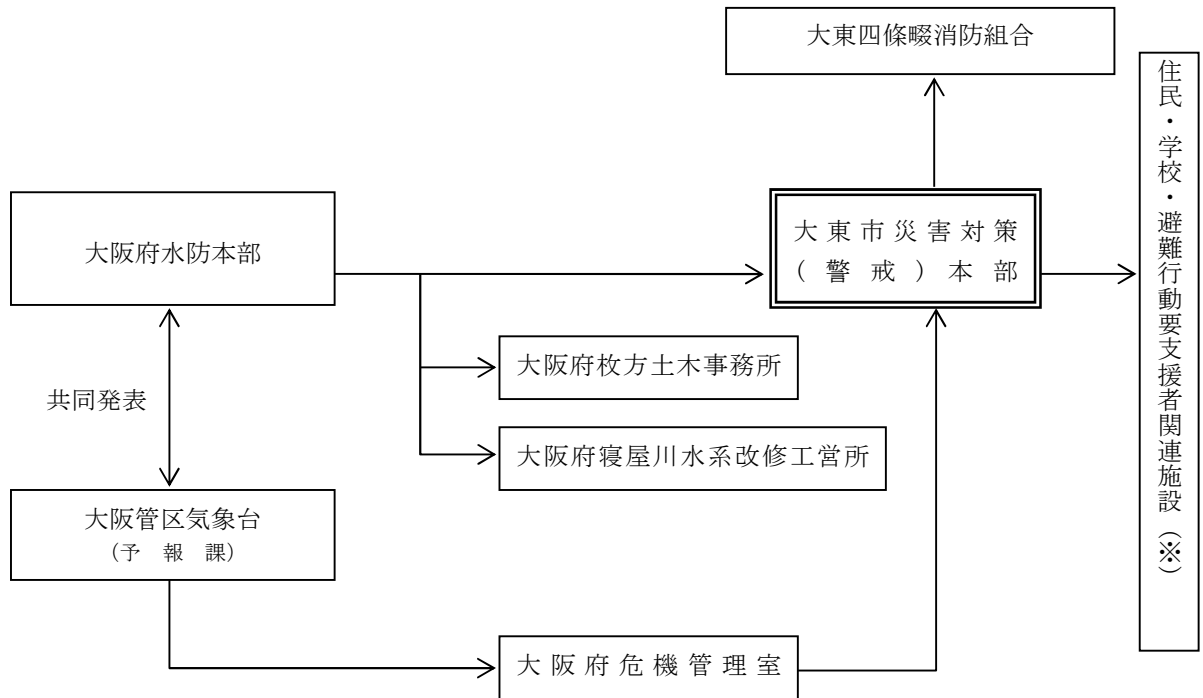 大東四條畷消防組合
住民・学校・避難行動要支援者関連施設(※)
大阪府水防本部
大東市災害対策
(警戒)本部
大阪府枚方土木事務所
共同発表
大阪府寝屋川水系改修工営所
大阪管区気象台
(予報課)
大阪府危機管理室